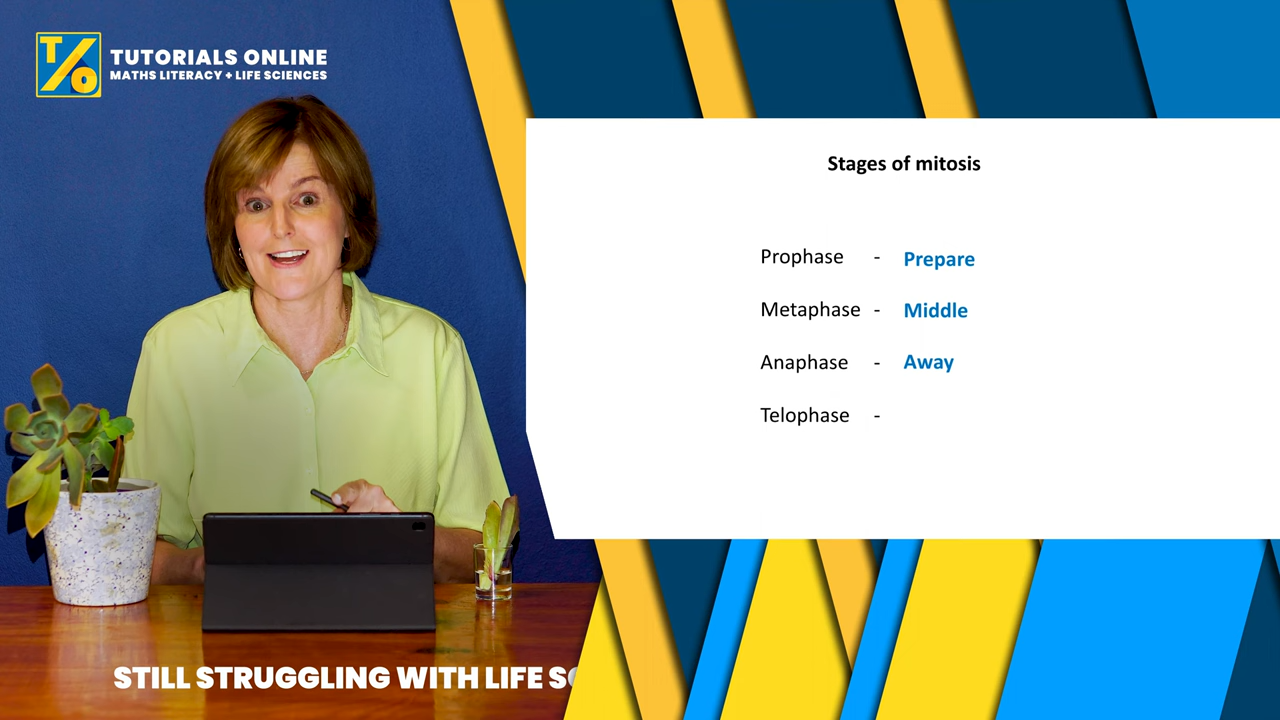 TUTORIALS ONLINE
MATHS LITERACY + LIFE SCIENCES
Stages of mitosis
Prophase - Prepare
Metaphase - Middle
Anaphase - Away
Telophase -
STILL STRUGGLING WITH LIFE